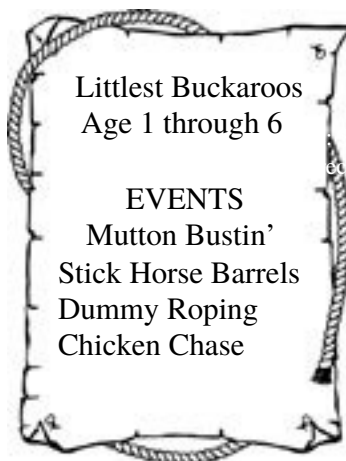 Littlest Buckaroos
Age 1 through 6
EVENTS
Mutton Bustin’
Stick Horse Barrels
Dummy Roping
Chicken Chase